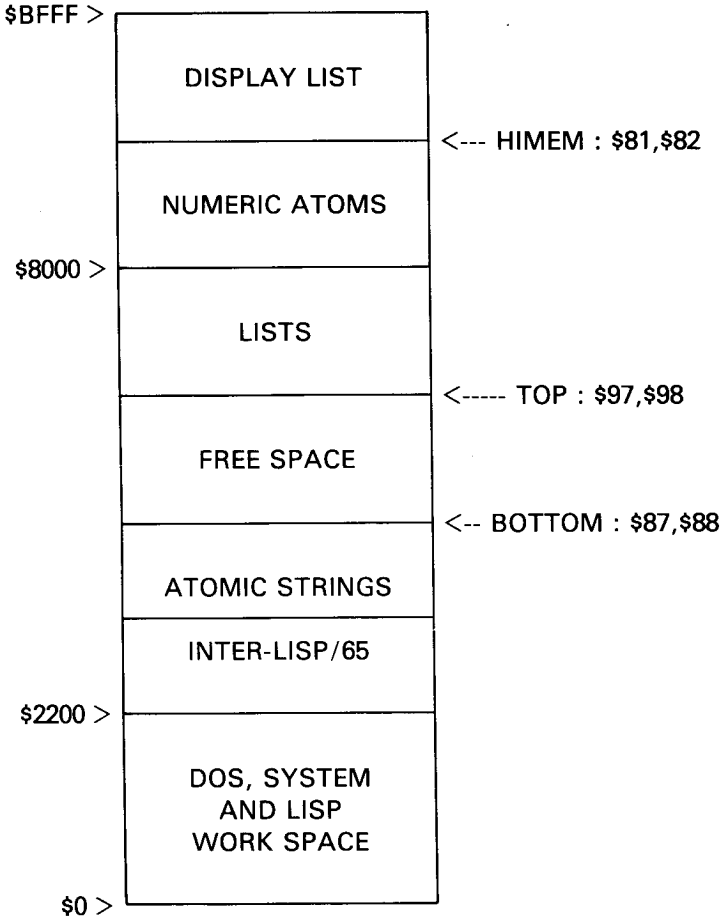 $BFFF >
DISPLAY LIST
<--- HIMEM : $81,$82
NUMERIC ATOMS
$8000 >
LISTS
<----- TOP : $97,$98
FREE SPACE
<-- BOTTOM : $87,$88
ATOMIC STRINGS
INTER-LISP/65
$2200 >
DOS, SYSTEM
AND LISP
WORK SPACE
$0 >